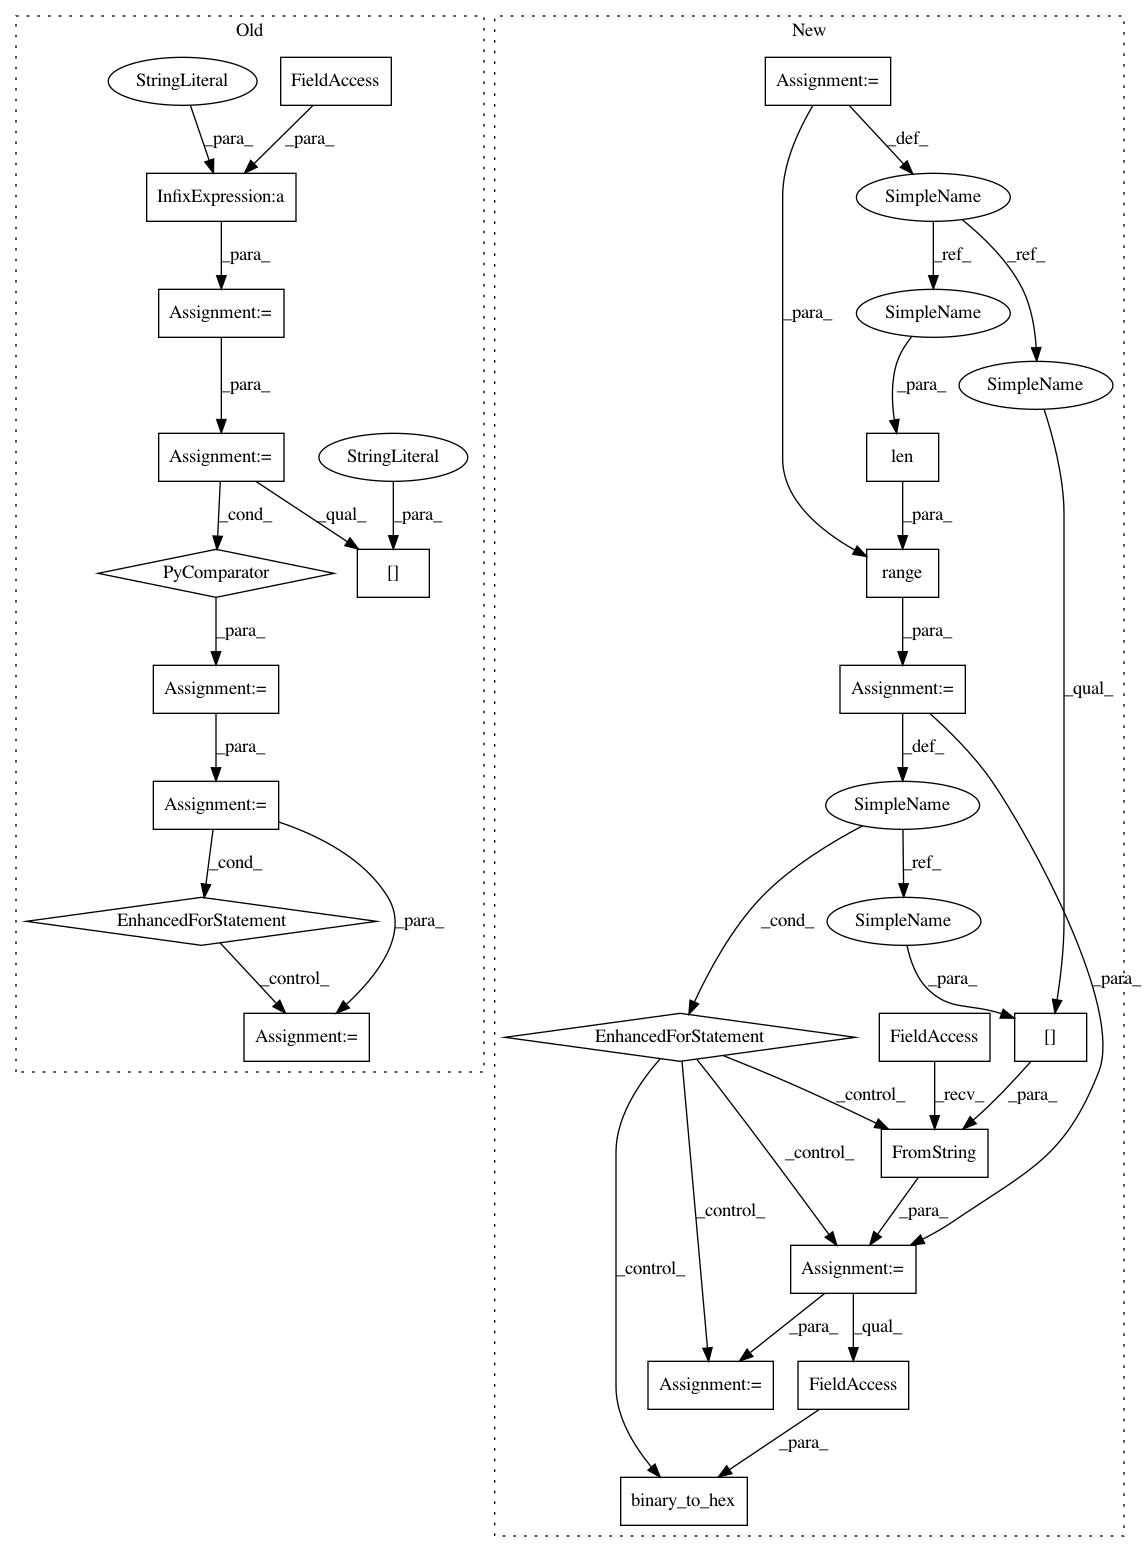 Old
New
StringLiteral
FieldAccess
Assignment:=
_para_
_para_
_def_
InfixExpression:a
SimpleName
_para_
_ref_
_ref_
Assignment:=
_para_
SimpleName
_para_
_para_
SimpleName
Assignment:=
StringLiteral
len
_cond_
_qual_
_para_
_para_
PyComparator
[]
range
_para_
_para_
Assignment:=
Assignment:=
_qual_
_para_
_def_
Assignment:=
SimpleName
_cond_
_ref_
EnhancedForStatement
_para_
_cond_
SimpleName
_control_
_para_
_para_
Assignment:=
EnhancedForStatement
FieldAccess
[]
_control_
_recv_
_para_
_control_
FromString
_control_
_para_
_control_
Assignment:=
_para_
_qual_
Assignment:=
FieldAccess
_para_
binary_to_hex